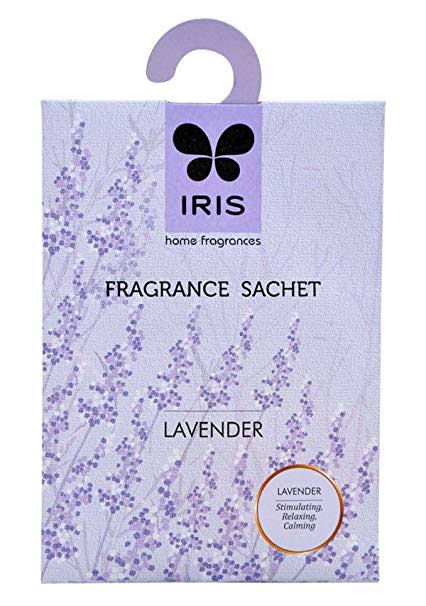 IRIS
home fragrances
FRAGRANCE SACHET
LAVENDER
LAVENDER
Stimulating,
Relaxing,
Calming